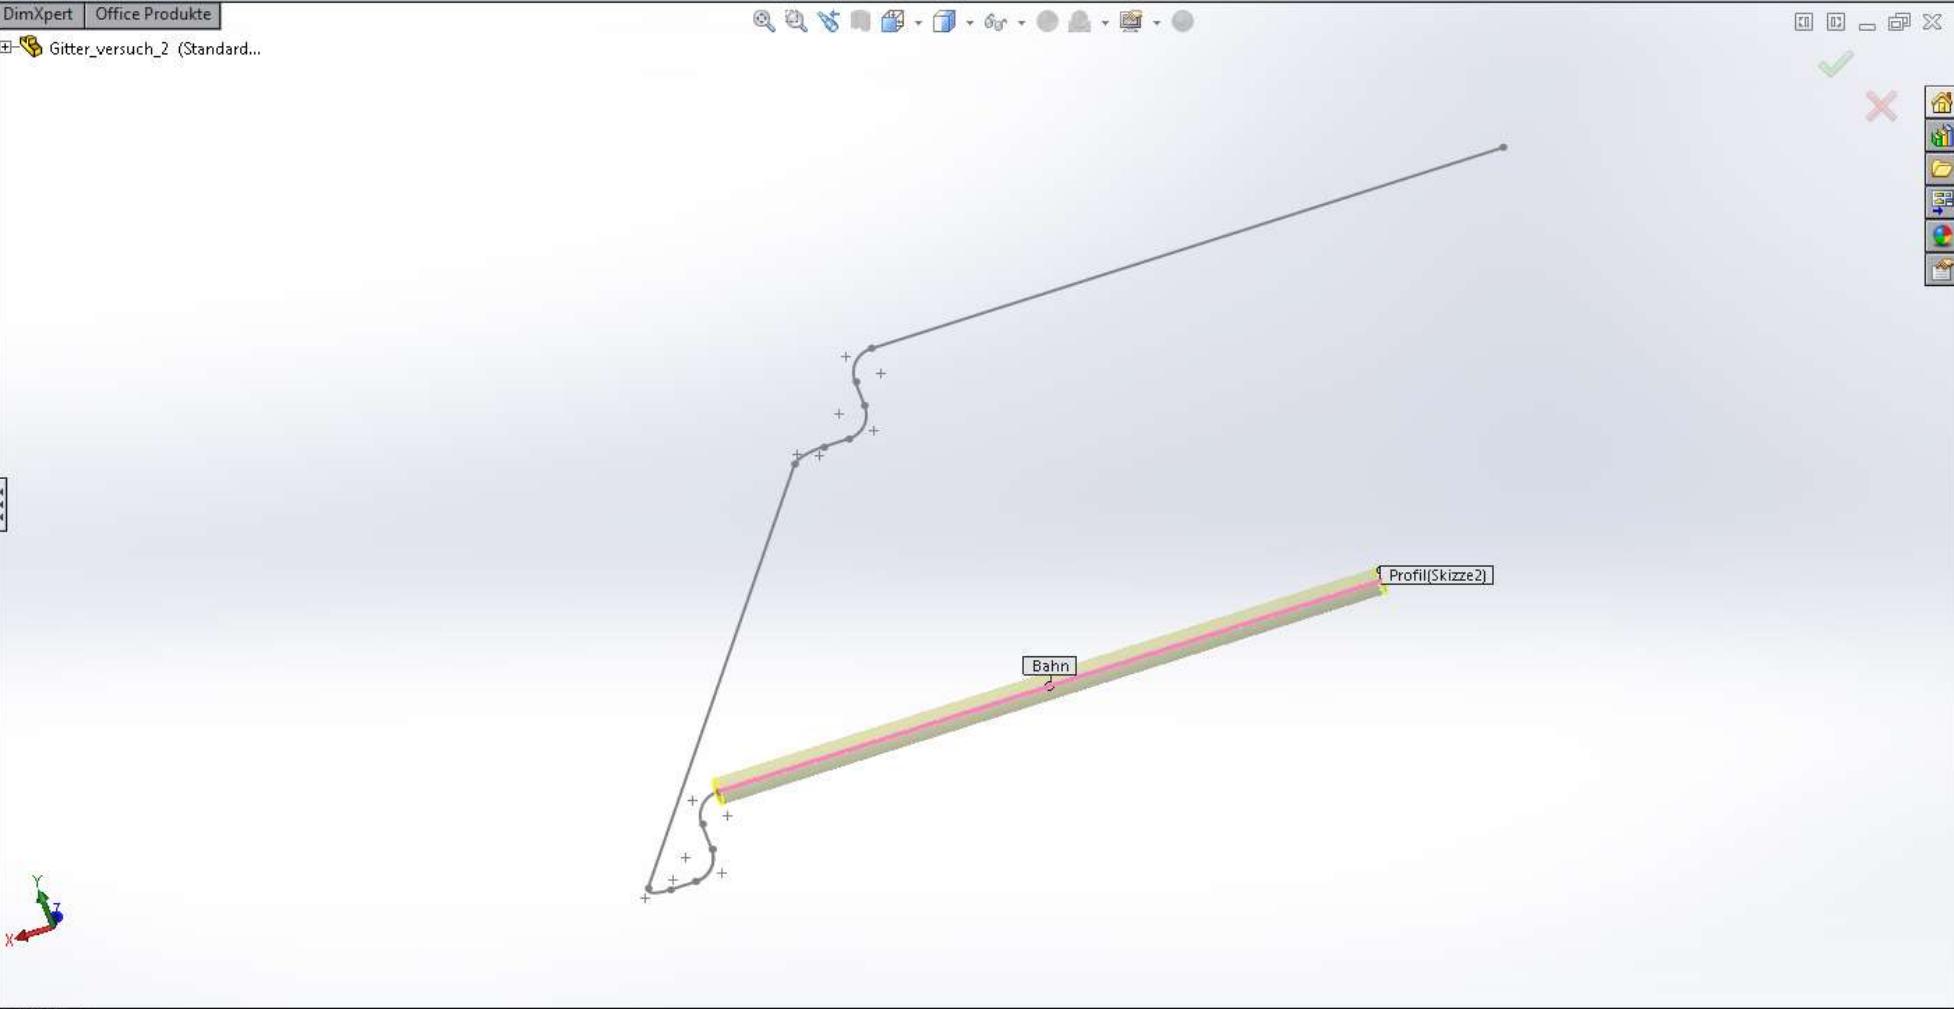 DimXpert
Office Produkte
Gitter_versuch_2 (Standard...
Profil(Skizze2)
Bahn
Y
Z
X